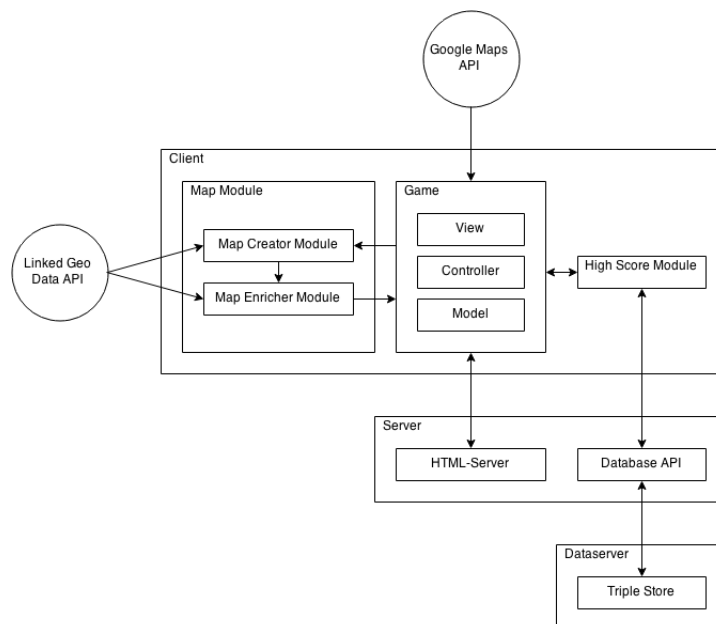 Google Maps
API
Client
Map Module
Game
Map Creator Module
View
Linked Geo
Data API
Controller
High Score Module
Map Enricher Module
Model
Server
HTML-Server
Database API
Dataserver
Triple Store